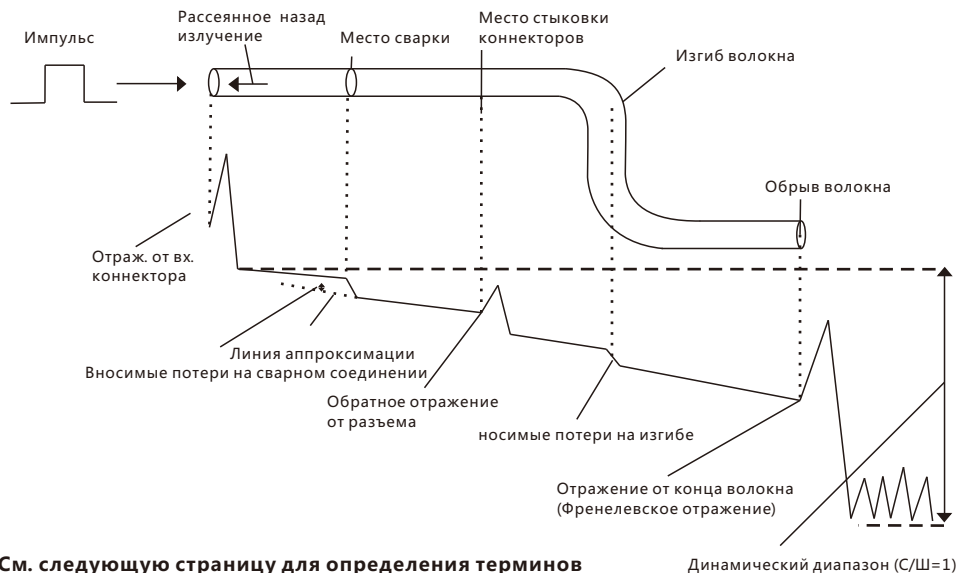 Импульс
Рассеянное назад
излучение
Место сварки
Место стыковки
коннекторов
Изгиб волокна
Обрыв волокна
Отраж. от вх.
коннектора
Линия аппроксимации
Вносимые потери на сварном соединении
Обратное отражение
от разъема
носимые потери на изгибе
Отражение от конца волокна
(Френелевское отражение)
См. следующую страницу для определения терминов
Динамический диапазон (С/Ш=1)